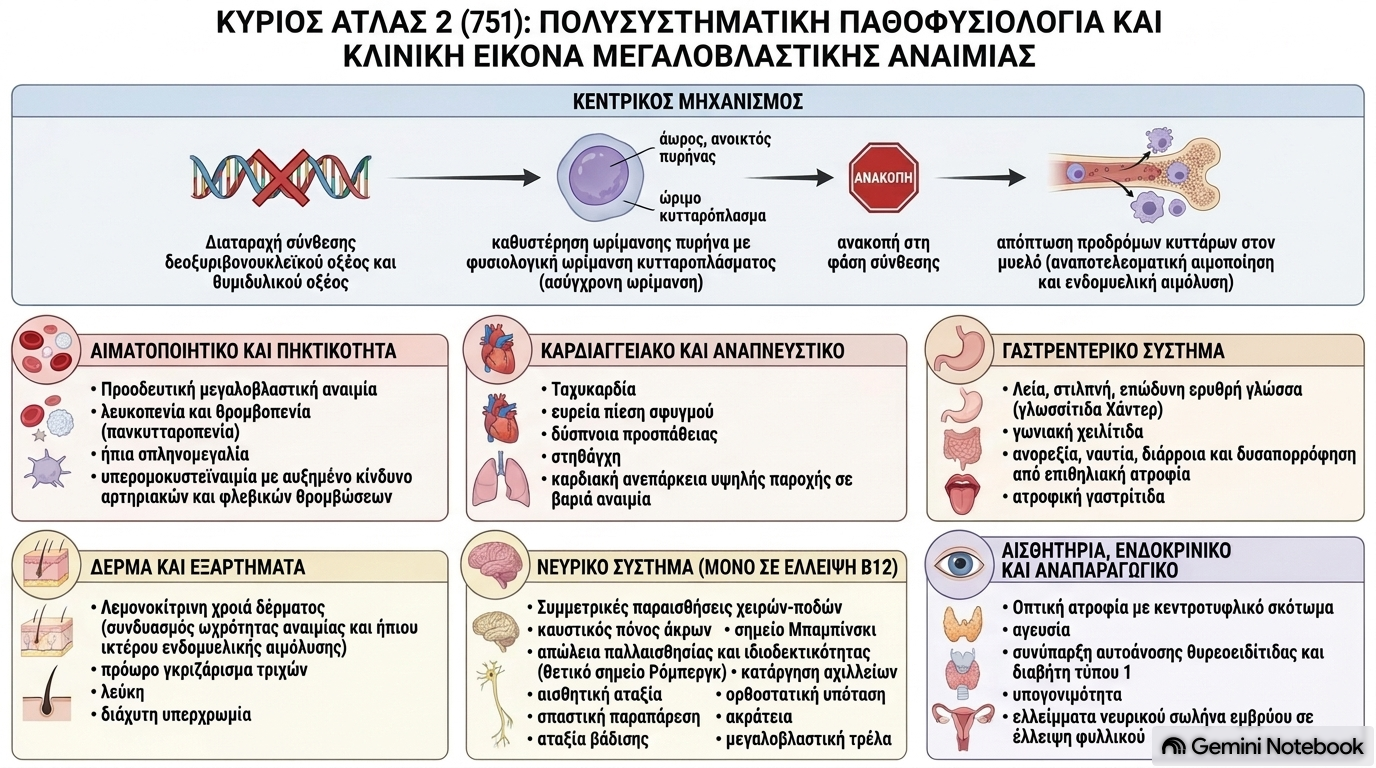 ΚΥΡΙΟΣ ΑΤΛΑΣ 2 (751): ΠΟΛΥΣΥΣΤΗΜΑΤΙΚΗ ΠΑΘΟΦΥΣΙΟΛΟΓΙΑ ΚΑΙ
ΚΛΙΝΙΚΗ ΕΙΚΟΝΑ ΜΕΓΑΛΟΒΛΑΣΤΙΚΗΣ ΑΝΑΙΜΙΑΣ
ΚΕΝΤΡΙΚΟΣ ΜΗΧΑΝΙΣΜΟΣ
Διαταραχή σύνθεσης
δεοξυριβονουκλεϊκού οξέος και
θυμιδυλικού οξέος
άωρος, ανοικτός
πυρήνας
ώριμο
κυτταρόπλασμα
καθυστέρηση ωρίμανσης πυρήνα με
φυσιολογική ωρίμανση κυτταροπλάσματος
(ασύγχρονη ωρίμανση)
ΑΝΑΚΟΠΗ
ανακοπή στη
φάση σύνθεσης
απόπτωση προδρόμων κυττάρων στον
μυελό (αναποτελεοματική αιμοποίηση
και ενδομυελική αιμόλυση)
ΑΙΜΑΤΟΠΟΙΗΤΙΚΟ ΚΑΙ ΠΗΚΤΙΚΟΤΗΤΑ
• Προοδευτική μεγαλοβλαστική αναιμία
• λευκοπενία και θρομβοπενία
(πανκυτταροπενία)
• ήπια σπληνομεγαλία
• υπερομοκυστεϊναιμία με αυξημένο κίνδυνο
αρτηριακών και φλεβικών θρομβώσεων
ΚΑΡΔΙΑΓΓΕΙΑΚΟ ΚΑΙ ΑΝΑΠΝΕΥΣΤΙΚΟ
• Ταχυκαρδία
• ευρεία πίεση σφυγμού
• δύσπνοια προσπάθειας
• στηθάγχη
• καρδιακή ανεπάρκεια υψηλής παροχής σε
βαριά αναιμία
ΓΑΣΤΡΕΝΤΕΡΙΚΟ ΣΥΣΤΗΜΑ
• Λεία, στιλπνή, επώδυνη ερυθρή γλώσσα
(γλωσσίτιδα Χάντερ)
• γωνιακή χειλίτιδα
• ανορεξία, ναυτία, διάρροια και δυσαπορρόφηση
από επιθηλιακή ατροφία
• ατροφική γαστρίτιδα
ΔΕΡΜΑ ΚΑΙ ΕΞΑΡΤΗΜΑΤΑ
• Λεμονοκίτρινη χροιά δέρματος
(συνδυασμός ωχρότητας αναιμίας και ήπιου
ικτέρου ενδομυελικής αιμόλυσης)
• πρόωρο γκριζάρισμα τριχών
• λεύκη
• διάχυτη υπερχρωμία
ΝΕΥΡΙΚΟ ΣΥΣΤΗΜΑ (ΜΟΝΟ ΣΕ ΕΛΛΕΙΨΗ Β12)
• Συμμετρικές παραισθήσεις χειρών-ποδών
• καυστικός πόνος άκρων • σημείο Μπαμπίνσκι
• απώλεια παλλαισθησίας και ιδιοδεκτικότητας
(θετικό σημείο Ρόμπεργκ) • κατάργηση αχιλλείων
• αισθητική αταξία • ορθοστατική υπόταση
• σπαστική παραπάρεση • ακράτεια
• αταξία βάδισης • μεγαλοβλαστική τρέλα
ΑΙΣΘΗΤΗΡΙΑ, ΕΝΔΟΚΡΙΝΙΚΟ
ΚΑΙ ΑΝΑΠΑΡΑΓΩΓΙΚΟ
• Οπτική ατροφία με κεντροτυφλικό σκότωμα
• αγευσία
• συνύπαρξη αυτοάνοσης θυρεοειδίτιδας και
διαβήτη τύπου 1
• υπογονιμότητα
• ελλείμματα νευρικού σωλήνα εμβρύου σε
έλλειψη φυλλικού
Gemini Notebook